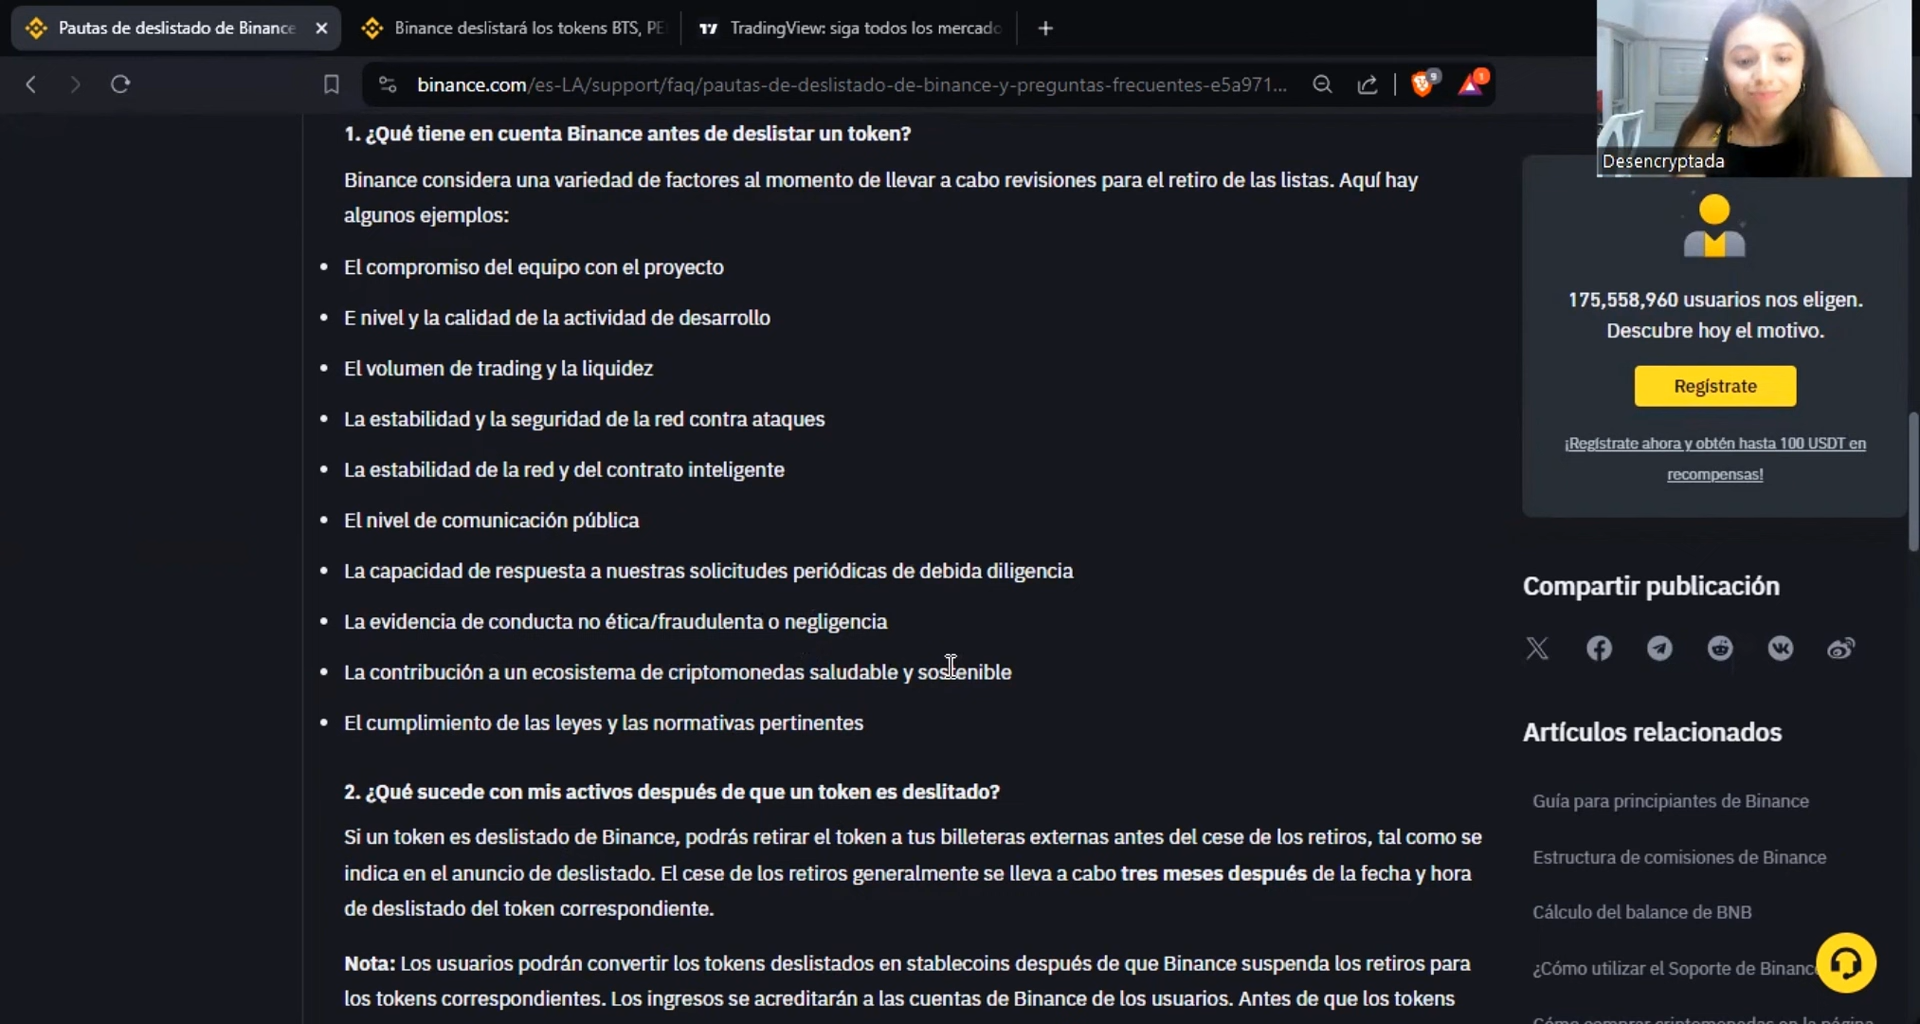 Pautas de deslistado de Binance
Binance deslistará los tokens BTS, PE
TradingView: siga todos los mercado
binance.com/es-LA/support/faq/pautas-de-deslistado-de-binance-y-preguntas-frecuentes-e5a971...
9
1
Desencryptada
1. ¿Qué tiene en cuenta Binance antes de deslistar un token?
Binance considera una variedad de factores al momento de llevar a cabo revisiones para el retiro de las listas. Aquí hay
algunos ejemplos:
• El compromiso del equipo con el proyecto
• E nivel y la calidad de la actividad de desarrollo
• El volumen de trading y la liquidez
• La estabilidad y la seguridad de la red contra ataques
• La estabilidad de la red y del contrato inteligente
• El nivel de comunicación pública
• La capacidad de respuesta a nuestras solicitudes periódicas de debida diligencia
• La evidencia de conducta no ética/fraudulenta o negligencia
• La contribución a un ecosistema de criptomonedas saludable y sostenible
• El cumplimiento de las leyes y las normativas pertinentes
2. ¿Qué sucede con mis activos después de que un token es deslitado?
Si un token es deslistado de Binance, podrás retirar el token a tus billeteras externas antes del cese de los retiros, tal como se
indica en el anuncio de deslistado. El cese de los retiros generalmente se lleva a cabo tres meses después de la fecha y hora
de deslistado del token correspondiente.
Nota: Los usuarios podrán convertir los tokens deslistados en stablecoins después de que Binance suspenda los retiros para
los tokens correspondientes. Los ingresos se acreditarán a las cuentas de Binance de los usuarios. Antes de que los tokens
175,558,960 usuarios nos eligen.
Descubre hoy el motivo.
Regístrate
¡Regístrate ahora y obtén hasta 100 USDT en
recompensas!
Compartir publicación
Artículos relacionados
Guía para principiantes de Binance
Estructura de comisiones de Binance
Cálculo del balance de BNB
¿Cómo utilizar el Soporte de Binance
Cómo comprar criptomonedas en la página